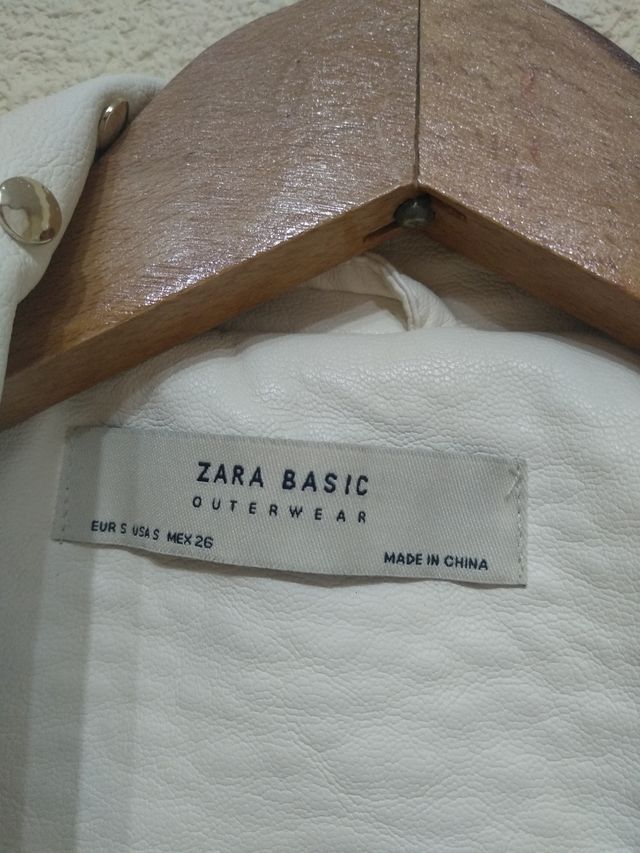 ZARA BASIC
OUTERWEAR
EUR S USA S MEX 26
MADE IN CHINA